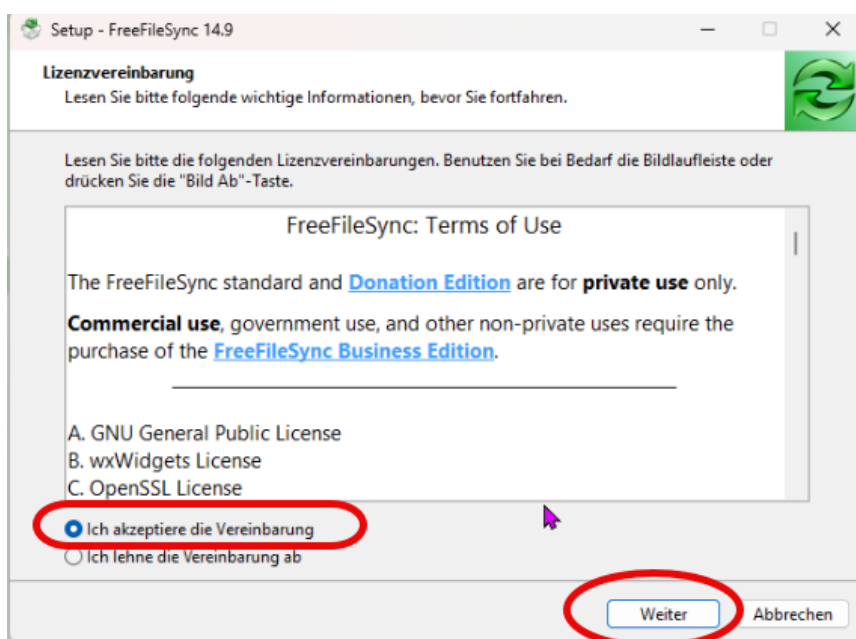 Setup - FreeFileSync 14.9
Lizenzvereinbarung
Lesen Sie bitte folgende wichtige Informationen, bevor Sie fortfahren.
Lesen Sie bitte die folgenden Lizenzvereinbarungen. Benutzen Sie bei Bedarf die Bildlaufleiste oder
drücken Sie die "Bild Ab"-Taste.
FreeFileSync: Terms of Use
The FreeFileSync standard and Donation Edition are for private use only.
Commercial use, government use, and other non-private uses require the
purchase of the FreeFileSync Business Edition.
A. GNU General Public License
B. wxWidgets License
C. OpenSSL License
Ich akzeptiere die Vereinbarung
Ich lehne die Vereinbarung ab
Weiter
Abbrechen